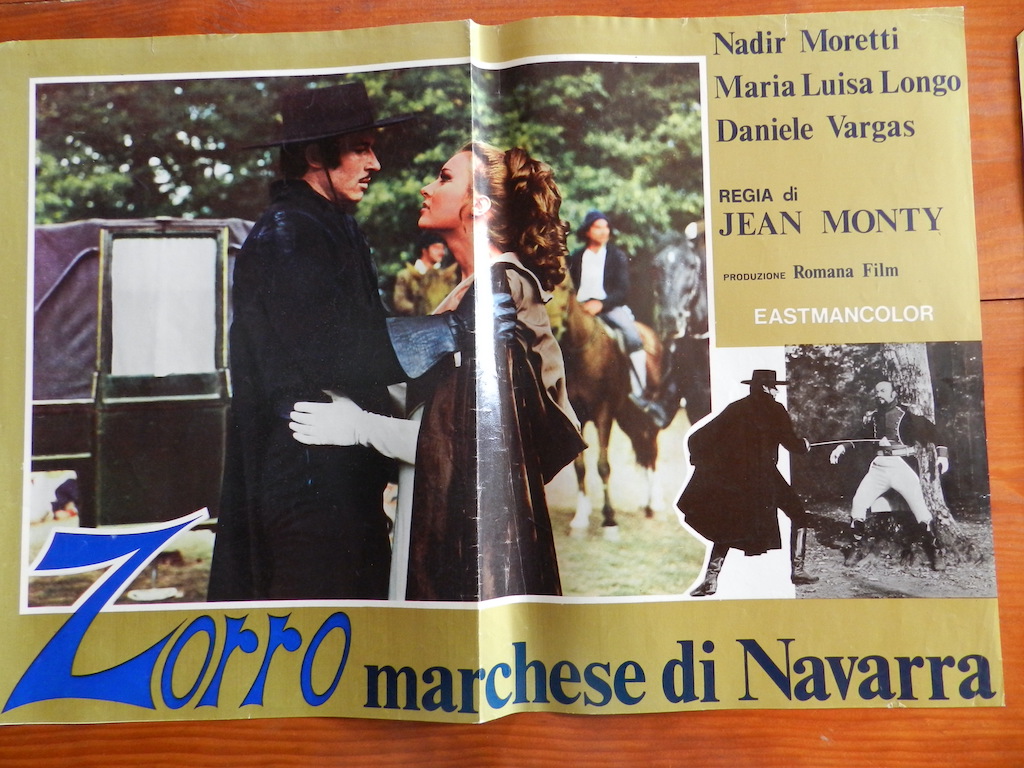 Nadir Moretti
Maria Luisa Longo
Daniele Vargas
REGIA di
JEAN MONTY
PRODUZIONE Romana Film
EASTMANCOLOR
Zorro marchese di Navarra